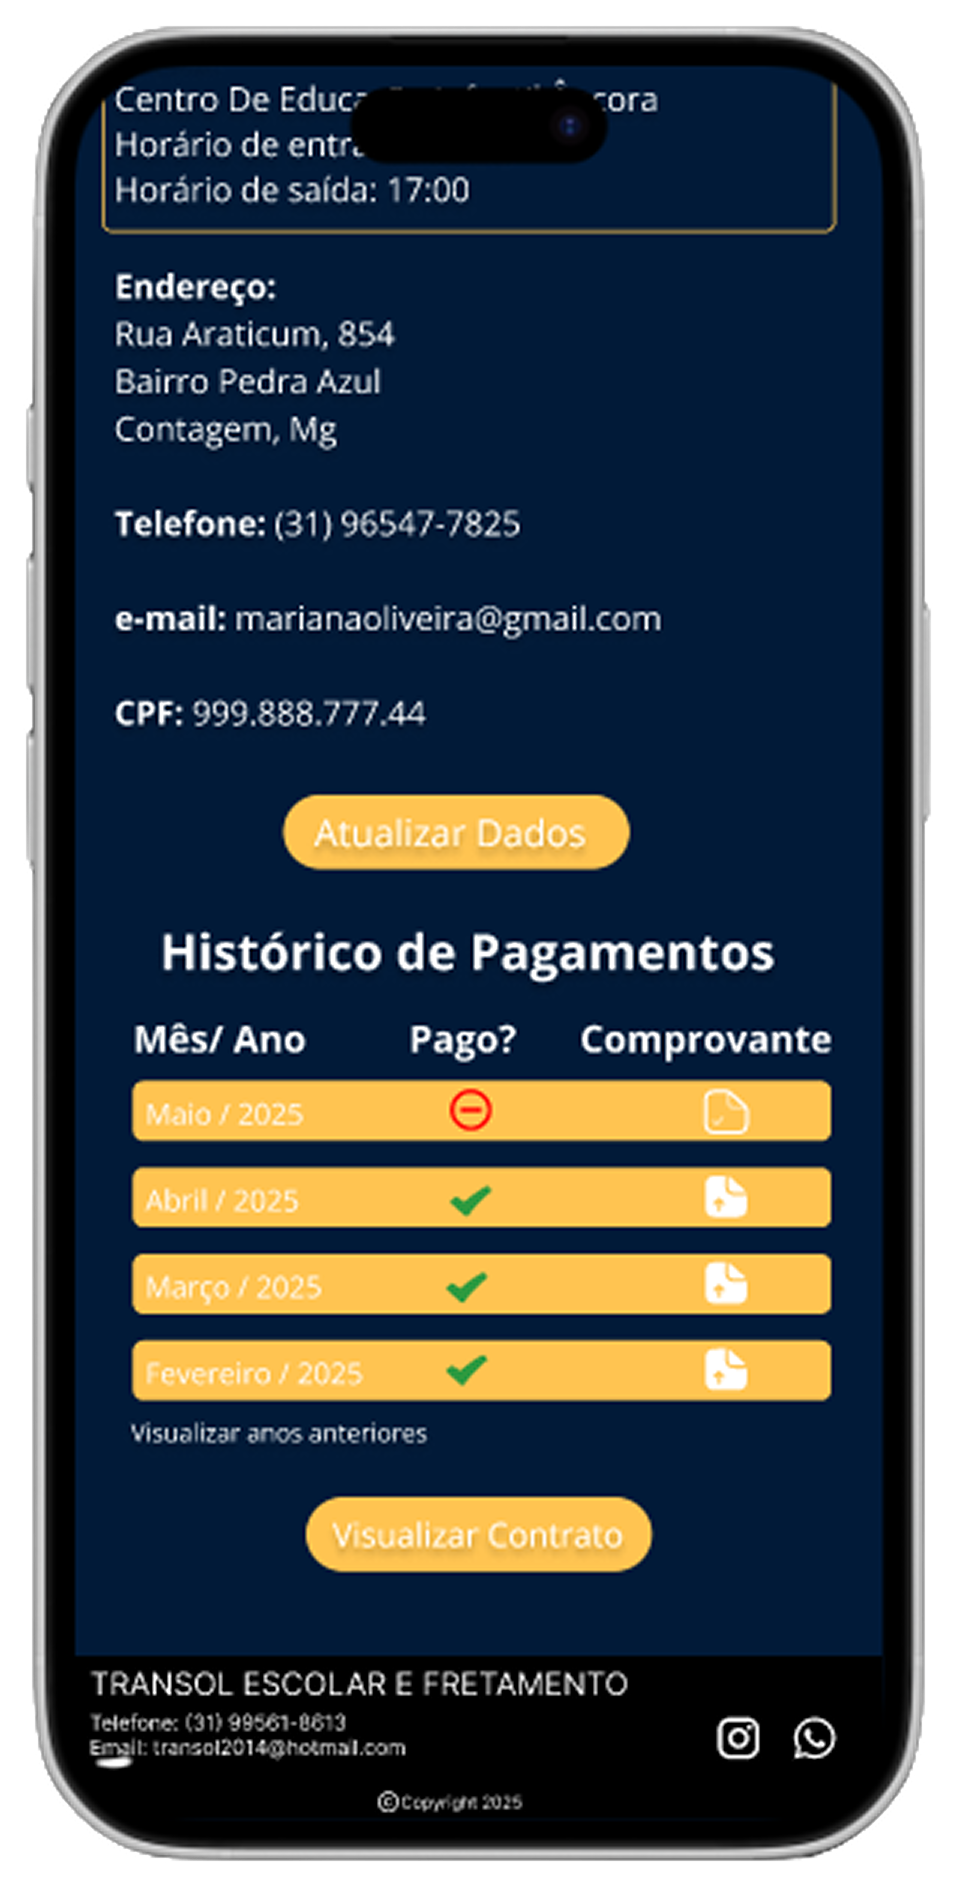 Centro De Educa cora
Horário de entra
Horário de saída: 17:00
Endereço:
Rua Araticum, 854
Bairro Pedra Azul
Contagem, Mg
Telefone: (31) 96547-7825
e-mail: marianaoliveira@gmail.com
CPF: 999.888.777.44
Atualizar Dados
Histórico de Pagamentos
Mês/ Ano Pago? Comprovante
Maio / 2025
Abril / 2025
Março / 2025
Fevereiro / 2025
Visualizar anos anteriores
Visualizar Contrato
TRANSOL ESCOLAR E FRETAMENTO
Telefone: (31) 99561-8613
Email: transol2014@hotmail.com
©Copyright 2025